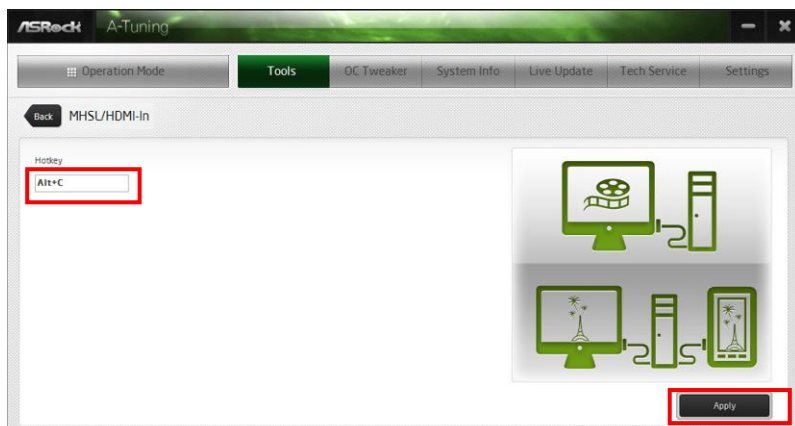 ASRock A-Tuning
Operation Mode Tools OC Tweaker System Info Live Update Tech Service Settings
Back MHSL/HDMI-In
Hotkey
Alt+C
Apply